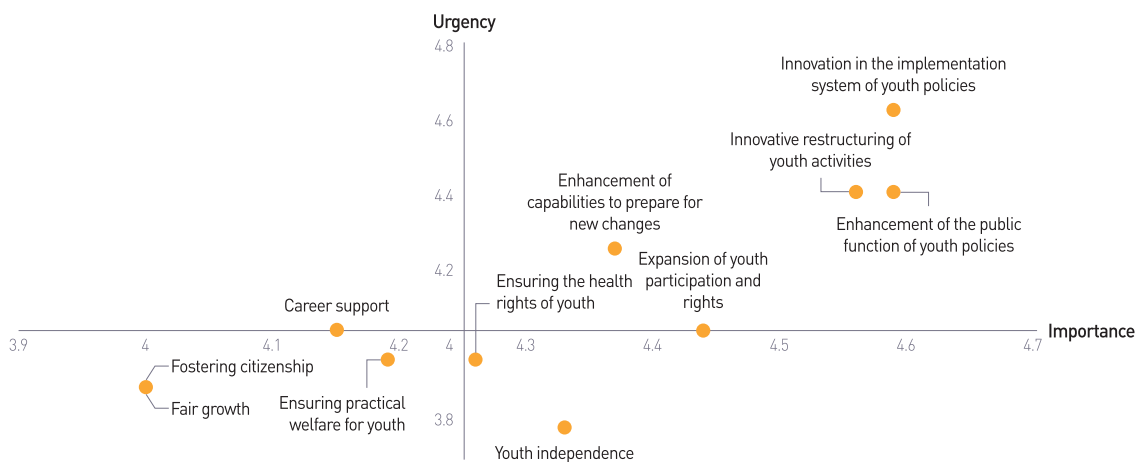 Urgency
4.8
Innovation in the implementation
system of youth policies
4.6
Innovative restructuring of
youth activities
4.4
Enhancement of
capabilities to prepare for
new changes
Enhancement of the public
function of youth policies
4.2
Expansion of youth
participation and
rights
Ensuring the health
rights of youth
Career support
Importance
3.9
4
4.1
4.2
4
4.3
4.4
4.5
4.6
4.7
Fostering citizenship
Fair growth
Ensuring practical
welfare for youth
3.8
Youth independence